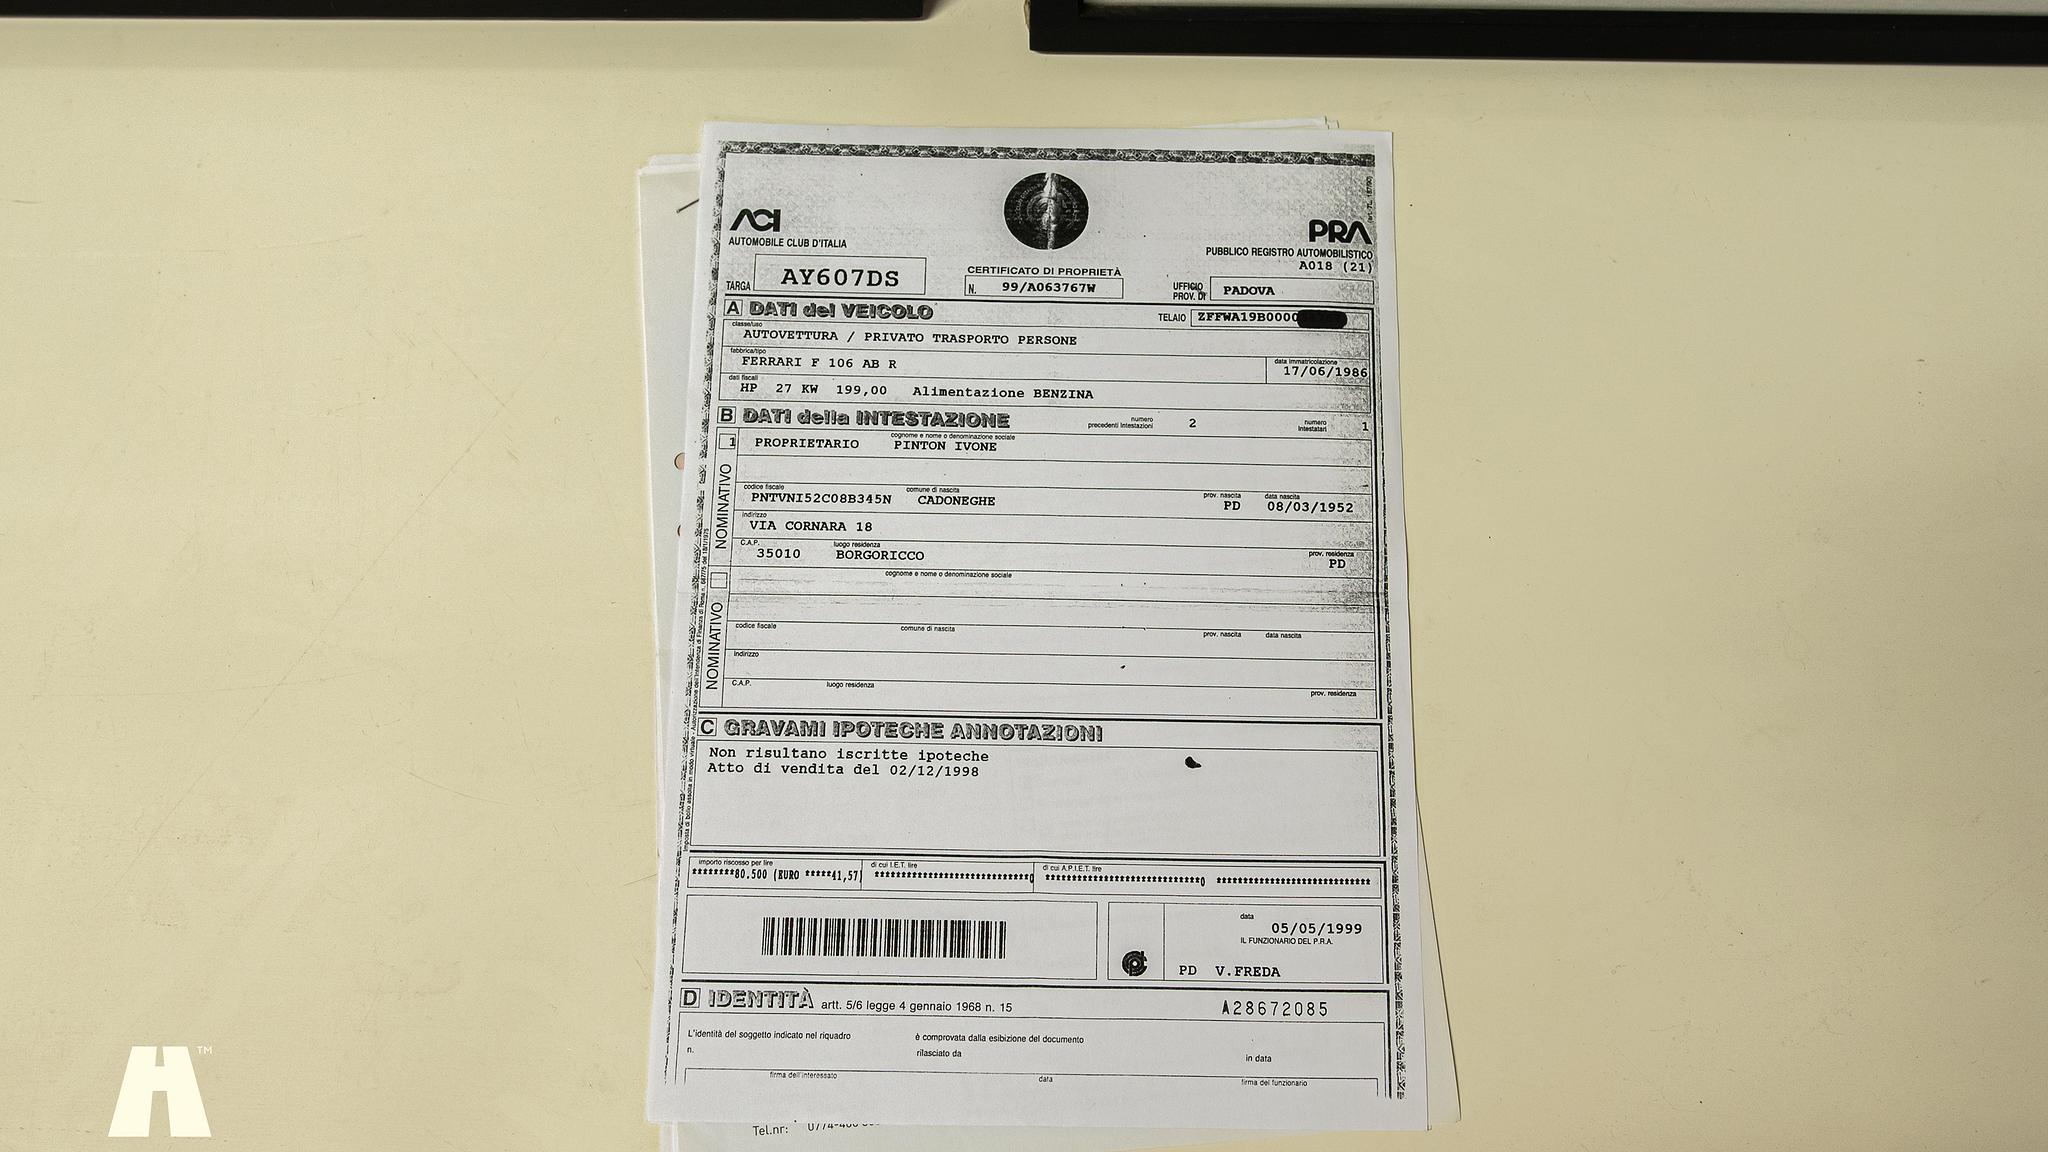 ACI
AUTOMOBILE CLUB D'ITALIA
PRA
PUBBLICO REGISTRO AUTOMOBILISTICO
A018 (21)
TARGA AY607DS
CERTIFICATO DI PROPRIETÀ
N. 99/A063767W
UFFICIO PROV. DI PADOVA
A DATI del VEICOLO
TELAIO ZFFWA19B0000
classe/uso
AUTOVETTURA / PRIVATO TRASPORTO PERSONE
fabbrica/tipo
FERRARI F 106 AB R
data immatricolazione
17/06/1986
dati fiscali
HP 27 KW 199,00 Alimentazione BENZINA
B DATI della INTESTAZIONE
numero precedenti intestazioni 2
numero intestatari 1
NOMINATIVO
1 PROPRIETARIO
cognome e nome o denominazione sociale
PINTON IVONE
codice fiscale comune di nascita prov. nascita data nascita
PNTVNI52C08B345N CADONEGHE PD 08/03/1952
indirizzo
VIA CORNARA 18
C.A.P. luogo residenza prov. residenza
35010 BORGORICCO PD
NOMINATIVO
cognome e nome o denominazione sociale
codice fiscale comune di nascita prov. nascita data nascita
indirizzo
C.A.P. luogo residenza prov. residenza
C GRAVAMI IPOTECHE ANNOTAZIONI
Non risultano iscritte ipoteche
Atto di vendita del 02/12/1998
importo riscosso per lire di cui I.E.T. lire di cui A.P.I.E.T. lire
********80.500 (EURO *****41,57) ****************************0 ****************************0 ***************************
data
05/05/1999
IL FUNZIONARIO DEL P.R.A.
PD V.FREDA
D IDENTITÀ artt. 5/6 legge 4 gennaio 1968 n. 15
A28672085
L'identità del soggetto indicato nel riquadro è comprovata dalla esibizione del documento
n. rilasciato da in data
firma dell'interessato data firma del funzionario
Tel.nr:
H™